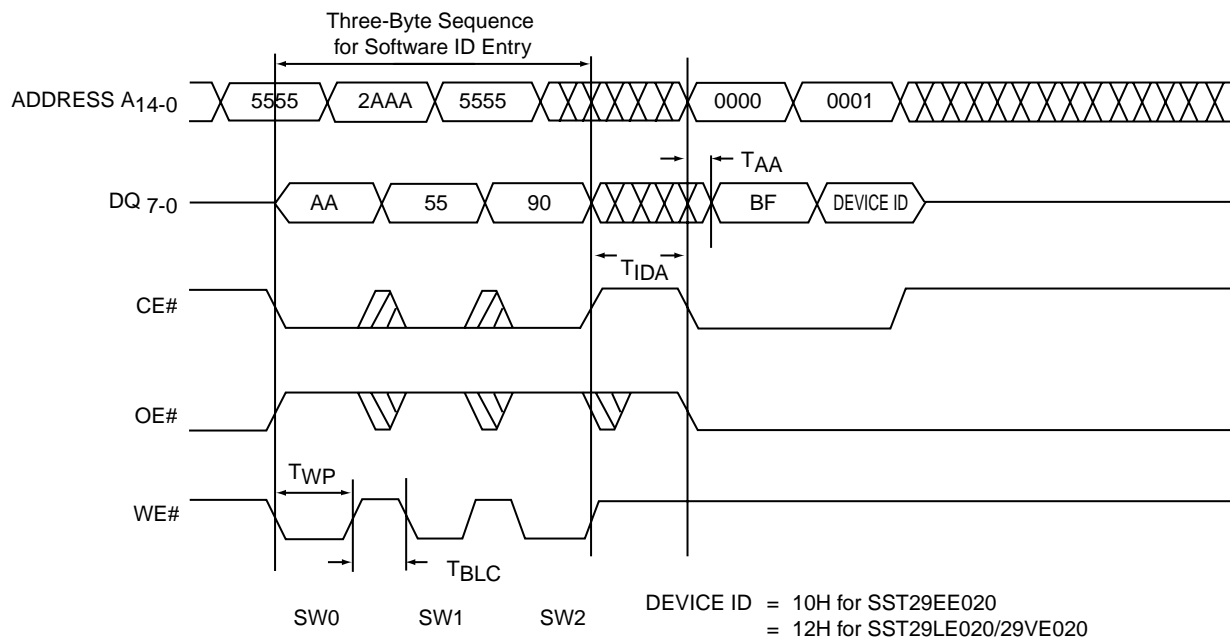 Three-Byte Sequence
for Software ID Entry
ADDRESS A14-0
5555
2AAA
5555
0000
0001
TAA
DQ 7-0
AA
55
90
BF
DEVICE ID
TIDA
CE#
OE#
TWP
WE#
TBLC
SW0
SW1
SW2
DEVICE ID = 10H for SST29EE020
= 12H for SST29LE020/29VE020